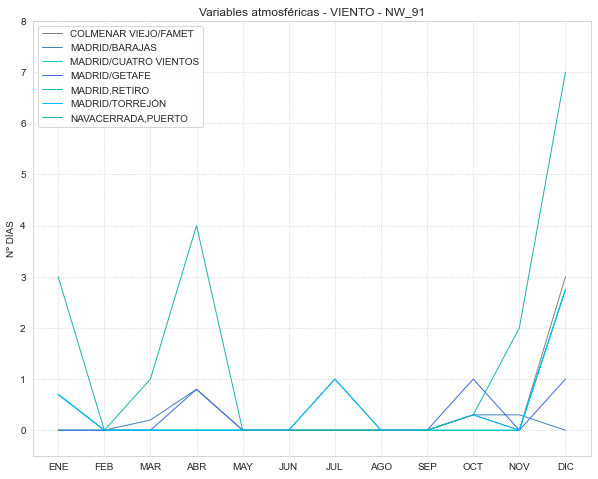 Variables atmosféricas - VIENTO - NW_91
COLMENAR VIEJO/FAMET
MADRID/BARAJAS
MADRID/CUATRO VIENTOS
MADRID/GETAFE
MADRID,RETIRO
MADRID/TORREJÓN
NAVACERRADA,PUERTO
Nº DÍAS
8
7
6
5
4
3
2
1
0
ENE FEB MAR ABR MAY JUN JUL AGO SEP OCT NOV DIC